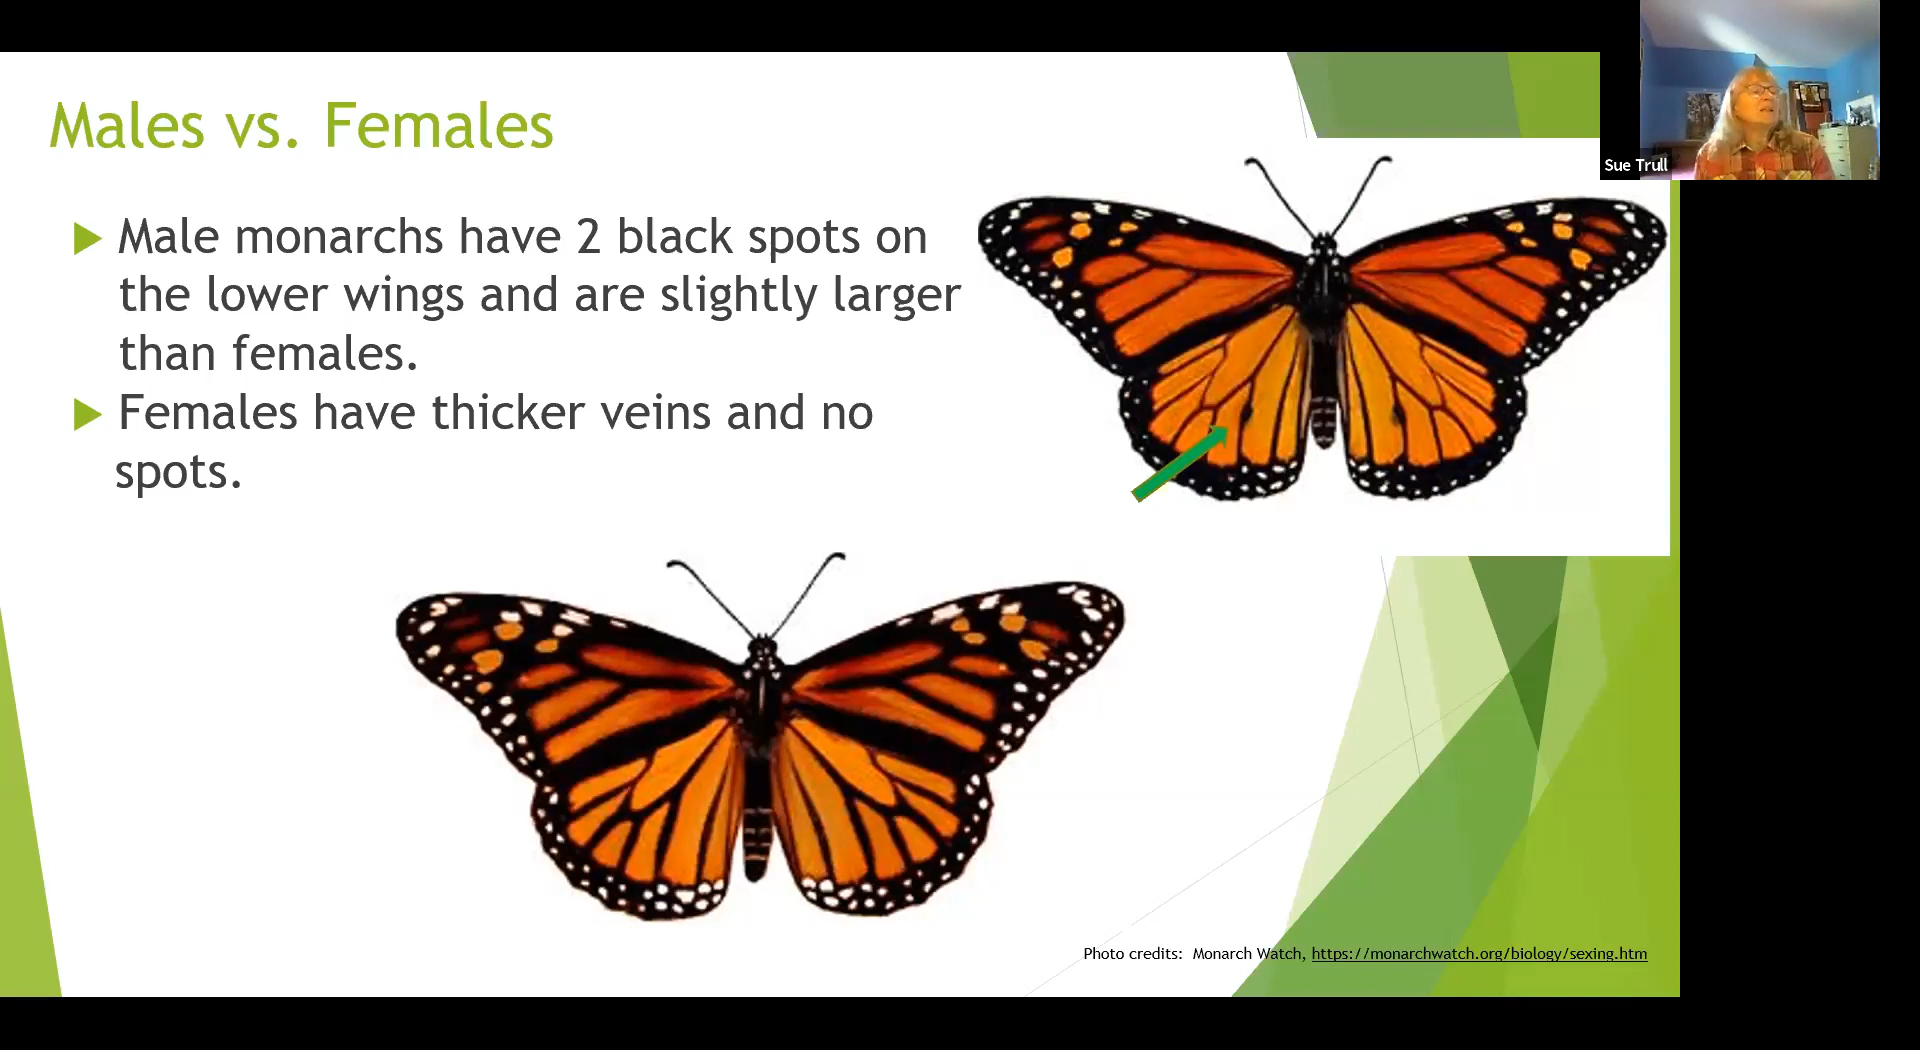 Males vs. Females
Male monarchs have 2 black spots on
the lower wings and are slightly larger
than females.
Females have thicker veins and no
spots.
Sue Trull
Photo credits: Monarch Watch, https://monarchwatch.org/biology/sexing.htm